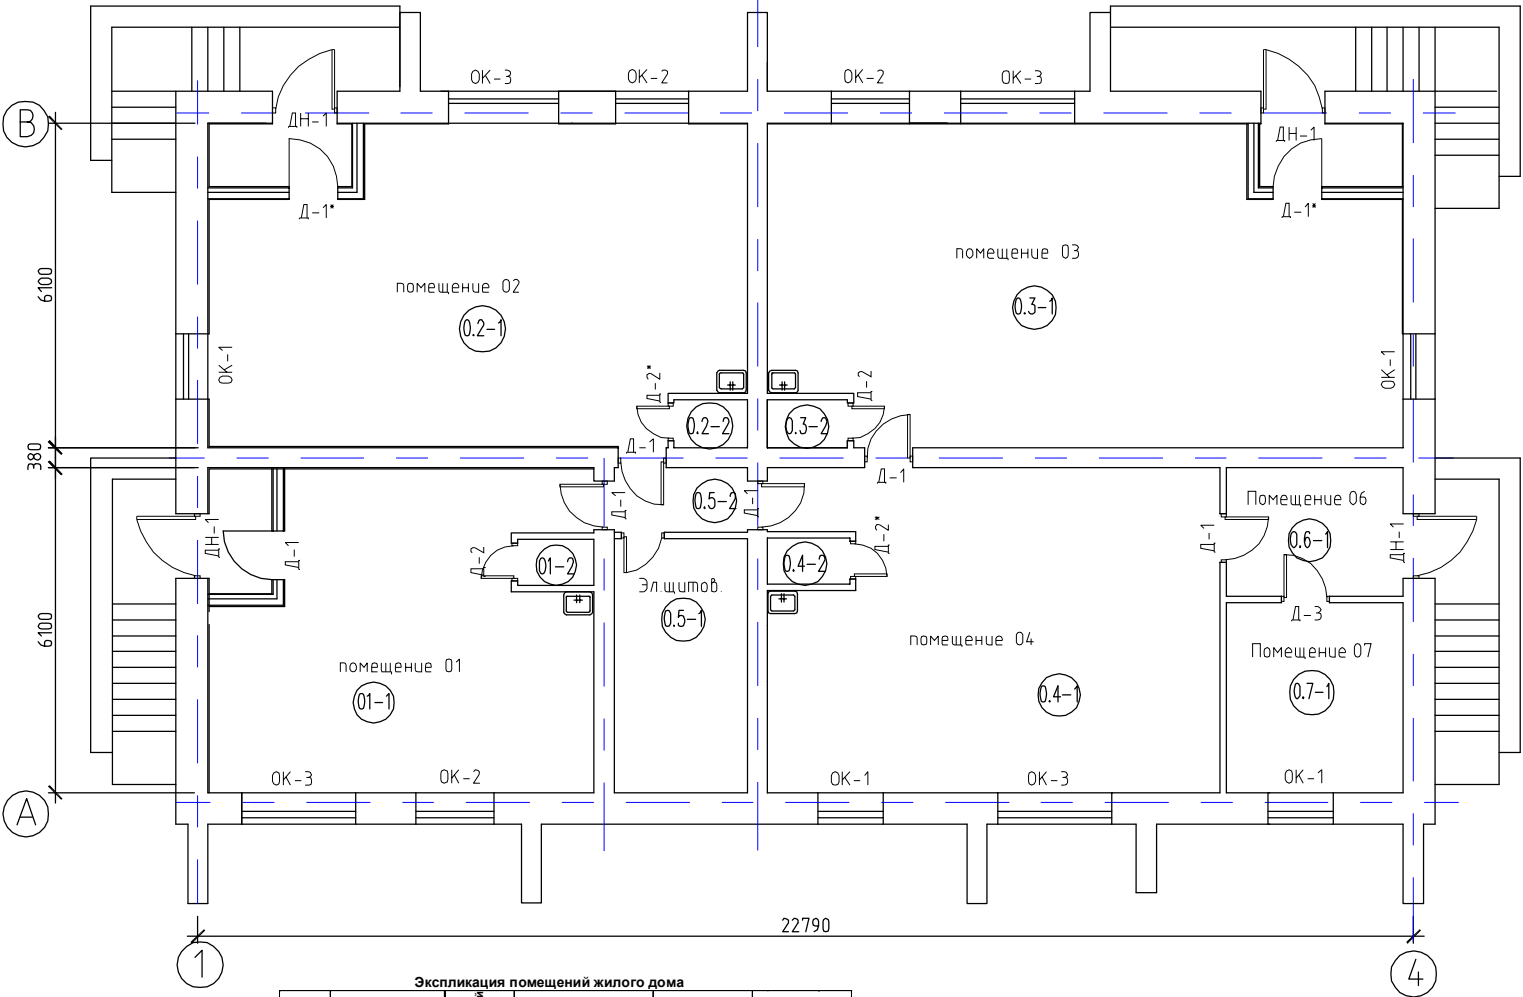 ОК-3 ОК-2 ОК-2 ОК-3
В ДН-1 ДН-1
Д-1* Д-1*
помещение 03
6100 помещение 02 0.3-1
0.2-1
ОК-1 Д-2* Д-2 ОК-1
0.2-2 0.3-2
380 Д-1 Д-1
Помещение 06
0.5-2
ДН-1 Д-1 Д-1 Д-1 Д-2* Д-1 0.6-1 ДН-1
Д-2 01-2 0.4-2
Эл.щитов.
0.5-1 Д-3
6100 помещение 04
Помещение 07
помещение 01
01-1 0.4-1 0.7-1
ОК-3 ОК-2 ОК-1 ОК-3 ОК-1
А
22790
1 4
Экспликация помещений жилого дома